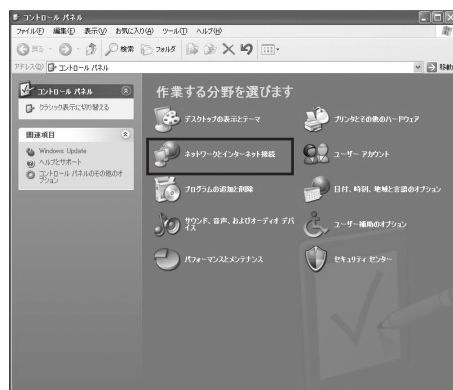 コントロール パネル
ファイル(F) 編集(E) 表示(V) お気に入り(A) ツール(T) ヘルプ(H)
戻る 検索 フォルダ
アドレス(D) コントロール パネル 移動
コントロール パネル
クラシック表示に切り替える
関連項目
Windows Update
ヘルプとサポート
コントロール パネルのその他のオプション
作業する分野を選びます
デスクトップの表示とテーマ
プリンタとその他のハードウェア
ネットワークとインターネット接続
ユーザー アカウント
プログラムの追加と削除
日付、時刻、地域と言語のオプション
サウンド、音声、およびオーディオ デバイス
ユーザー補助のオプション
パフォーマンスとメンテナンス
セキュリティ センター